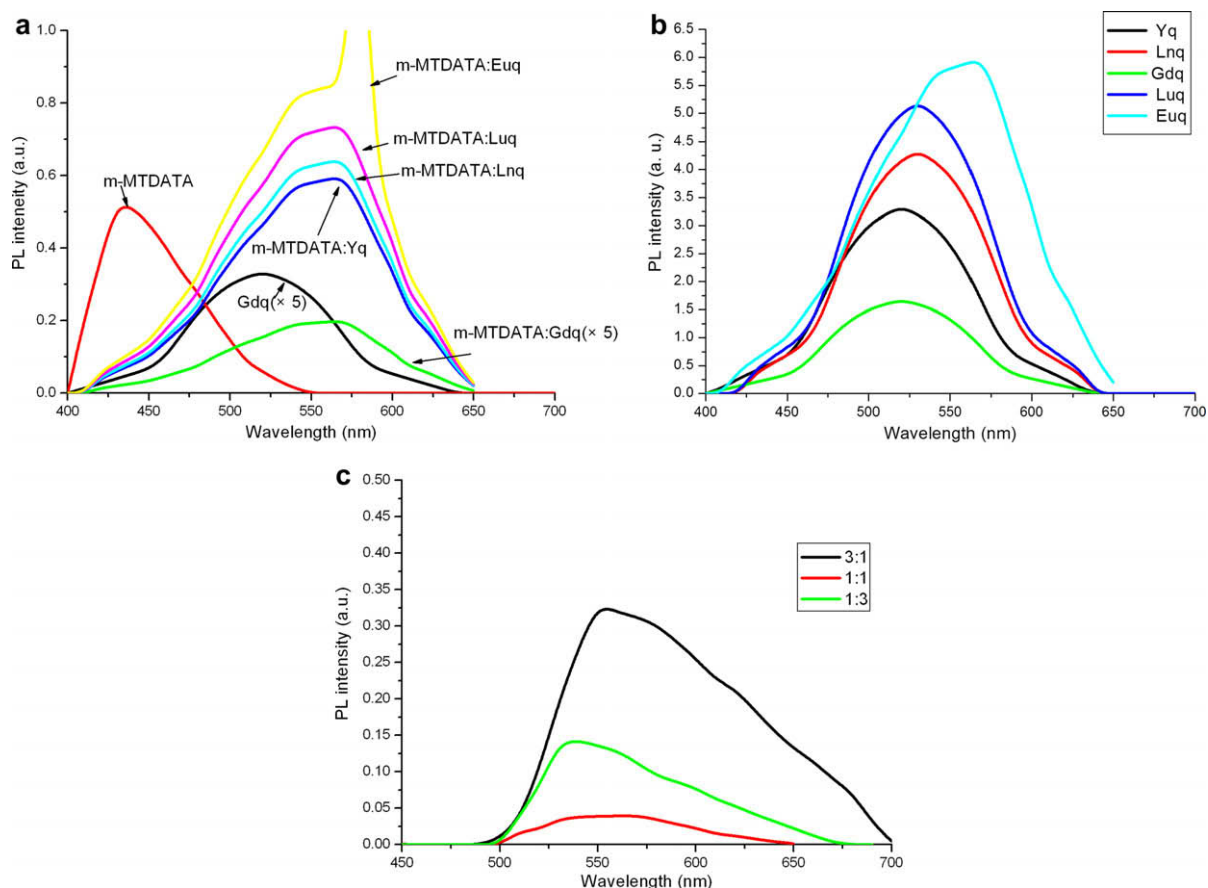 a
1.0
0.8
0.6
0.4
0.2
0.0
PL inteneity (a.u.)
400 450 500 550 600 650 700
Wavelength (nm)
m-MTDATA:Euq
m-MTDATA:Luq
m-MTDATA:Lnq
m-MTDATA
m-MTDATA:Yq
Gdq(× 5)
m-MTDATA:Gdq(× 5)
b
6.5
6.0
5.5
5.0
4.5
4.0
3.5
3.0
2.5
2.0
1.5
1.0
0.5
0.0
PL intensity (a. u.)
400 450 500 550 600 650 700
Wavelength (nm)
Yq
Lnq
Gdq
Luq
Euq
c
0.50
0.45
0.40
0.35
0.30
0.25
0.20
0.15
0.10
0.05
0.00
PL intensity (a.u.)
450 500 550 600 650 700
Wavelength (nm)
3:1
1:1
1:3